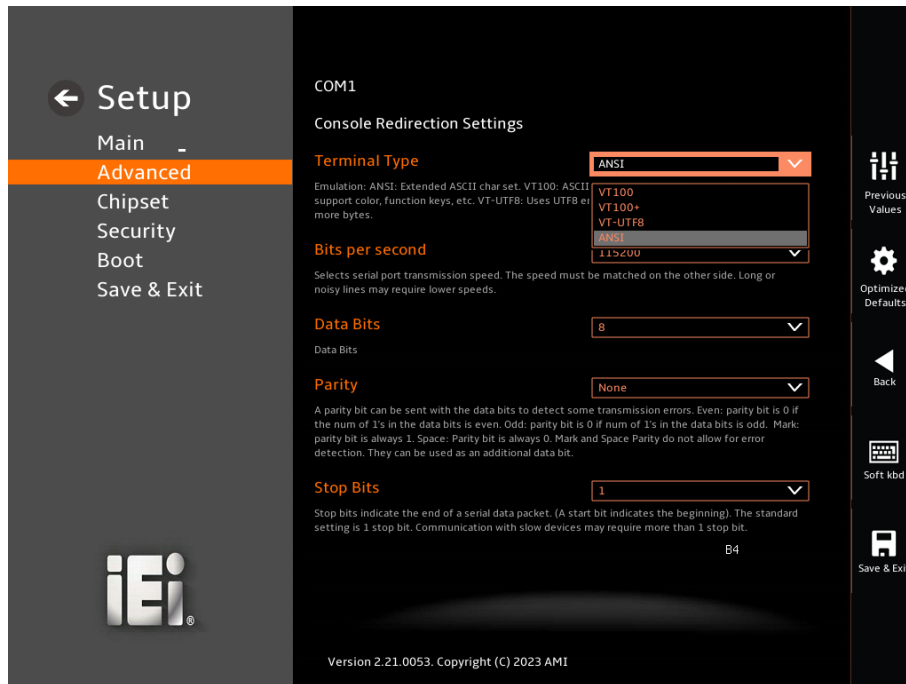 Setup
Main
Advanced
Chipset
Security
Boot
Save & Exit
iEi®
COM1
Console Redirection Settings
Terminal Type
ANSI
Emulation: ANSI: Extended ASCII char set. VT100: ASCII
support color, function keys, etc. VT-UTF8: Uses UTF8
more bytes.
VT100
VT100+
VT-UTF8
ANSI
Bits per second
115200
Selects serial port transmission speed. The speed must be matched on the other side. Long or
noisy lines may require lower speeds.
Data Bits
8
Data Bits
Parity
None
A parity bit can be sent with the data bits to detect some transmission errors. Even: parity bit is 0 if
the num of 1's in the data bits is even. Odd: parity bit is 0 if num of 1's in the data bits is odd. Mark:
parity bit is always 1. Space: Parity bit is always 0. Mark and Space Parity do not allow for error
detection. They can be used as an additional data bit.
Stop Bits
1
Stop bits indicate the end of a serial data packet. (A start bit indicates the beginning). The standard
setting is 1 stop bit. Communication with slow devices may require more than 1 stop bit.
B4
Version 2.21.0053. Copyright (C) 2023 AMI
Previous
Values
Optimized
Defaults
Back
Soft kbd
Save & Exi